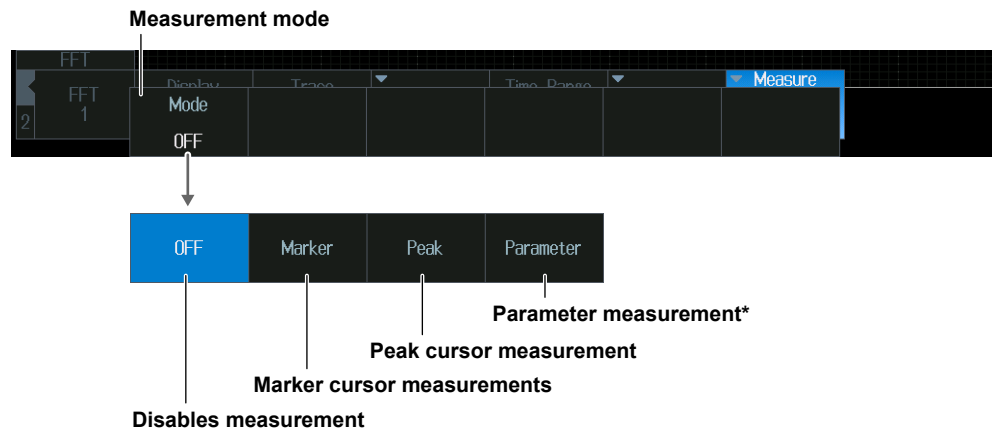 Measurement mode
FFT
Display Trace Time Range Measure
FFT
1
2
Mode
OFF
OFF Marker Peak Parameter
Parameter measurement*
Peak cursor measurement
Marker cursor measurements
Disables measurement